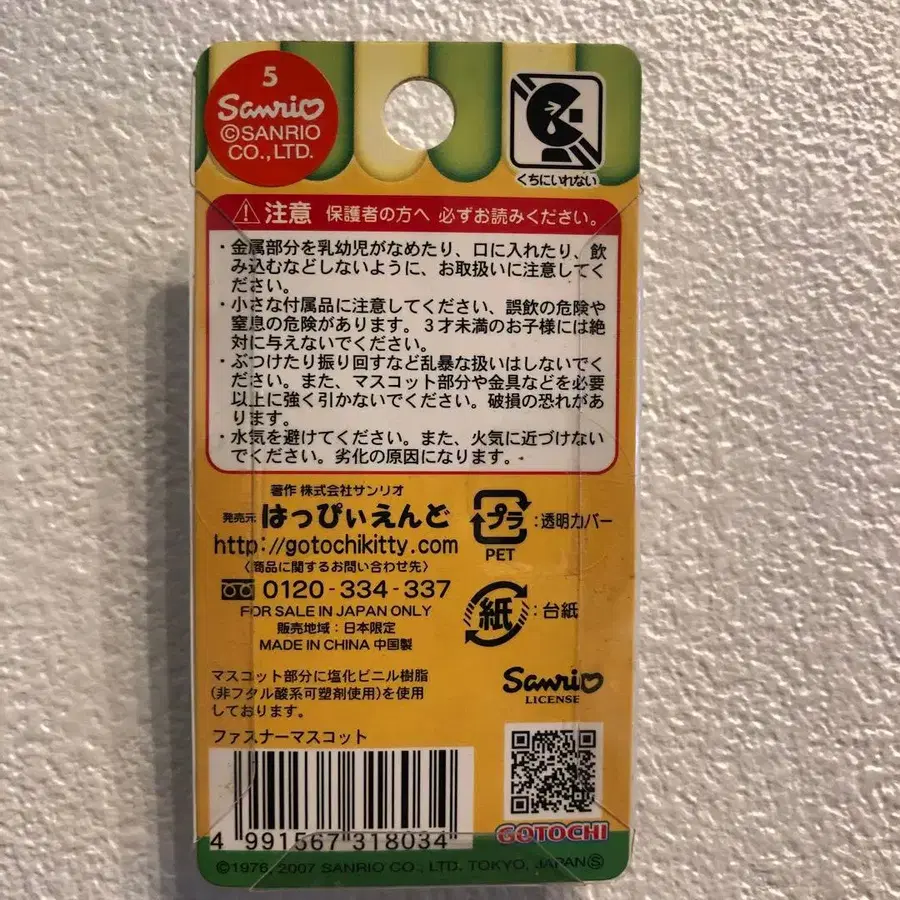 5
Sanrio
©SANRIO
CO.,LTD.
くちにいれない
注意 保護者の方へ 必ずお読みください。
・金属部分を乳幼児がなめたり、口に入れたり、飲
み込むなどしないように、お取扱いに注意してく
ださい。
・小さな付属品に注意してください、誤飲の危険や
窒息の危険があります。3才未満のお子様には絶
対に与えないでください。
・ぶつけたり振り回すなど乱暴な扱いはしないでく
ださい。また、マスコット部分や金具などを必要
以上に強く引かないでください。破損の恐れがあ
ります。
・水気を避けてください。また、火気に近づけない
でください。劣化の原因になります。
著作 株式会社サンリオ
発売元 はっぴぃえんど
http://gotochikitty.com
〈商品に関するお問い合わせ先〉
0120-334-337
FOR SALE IN JAPAN ONLY
販売地域：日本限定
MADE IN CHINA 中国製
プラ
：透明カバー
PET
紙
：台紙
マスコット部分に塩化ビニル樹脂
(非フタル酸系可塑剤使用)を使用
しております。
Sanrio
LICENSE
ファスナーマスコット
4 991567 318034
GOTOCHI
©1976, 2007 SANRIO CO., LTD. TOKYO, JAPAN Ⓢ